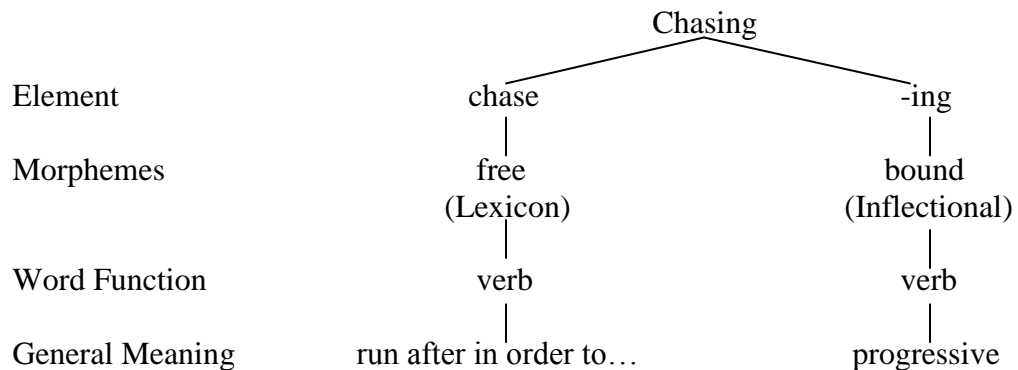 Chasing
Element chase -ing
Morphemes free bound
(Lexicon) (Inflectional)
Word Function verb verb
General Meaning run after in order to… progressive